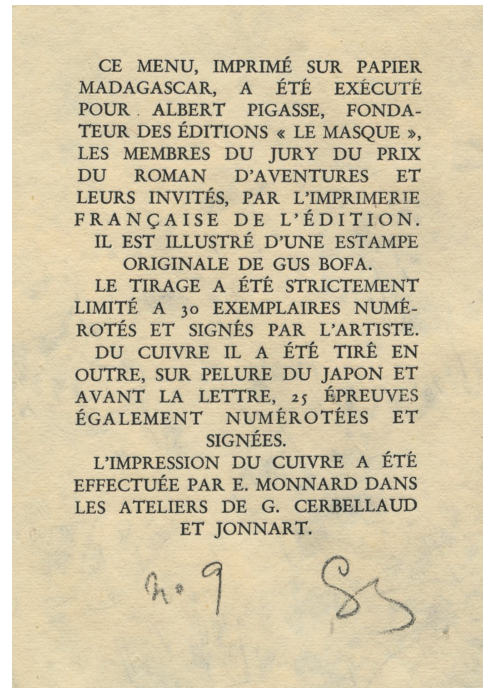 CE MENU, IMPRIMÉ SUR PAPIER
MADAGASCAR, A ÉTÉ EXÉCUTÉ
POUR ALBERT PIGASSE, FONDA-
TEUR DES ÉDITIONS « LE MASQUE »,
LES MEMBRES DU JURY DU PRIX
DU ROMAN D'AVENTURES ET
LEURS INVITÉS, PAR L'IMPRIMERIE
FRANÇAISE DE L'ÉDITION.
IL EST ILLUSTRÉ D'UNE ESTAMPE
ORIGINALE DE GUS BOFA.
LE TIRAGE A ÉTÉ STRICTEMENT
LIMITÉ A 30 EXEMPLAIRES NUMÉ-
ROTÉS ET SIGNÉS PAR L'ARTISTE.
DU CUIVRE IL A ÉTÉ TIRÉ EN
OUTRE, SUR PELURE DU JAPON ET
AVANT LA LETTRE, 25 ÉPREUVES
ÉGALEMENT NUMÉROTÉES ET
SIGNÉES.
L'IMPRESSION DU CUIVRE A ÉTÉ
EFFECTUÉE PAR E. MONNARD DANS
LES ATELIERS DE G. CERBELLAUD
ET JONNART.
no 9